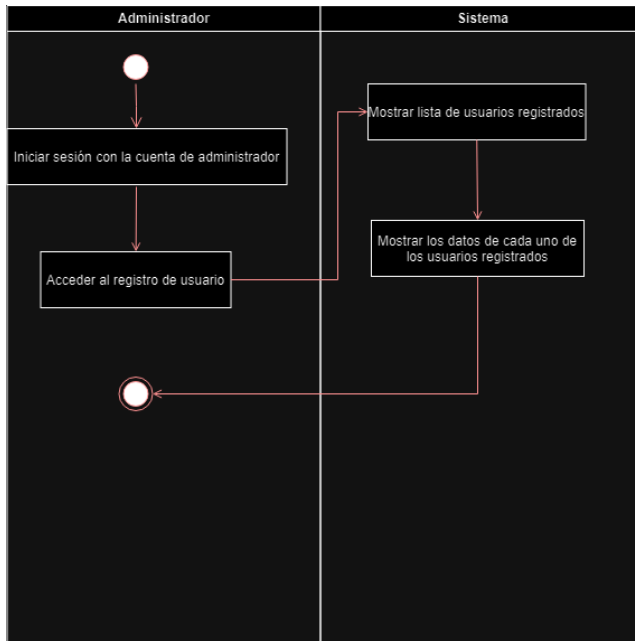 Administrador
Sistema
Mostrar lista de usuarios registrados
Iniciar sesión con la cuenta de administrador
Mostrar los datos de cada uno de
los usuarios registrados
Acceder al registro de usuario